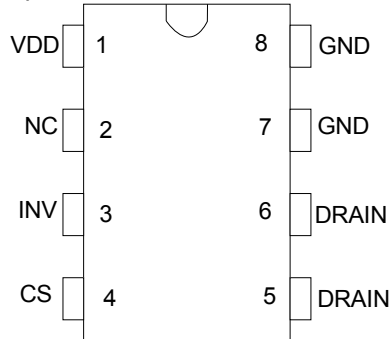 VDD 1 8 GND
NC 2 7 GND
INV 3 6 DRAIN
CS 4 5 DRAIN